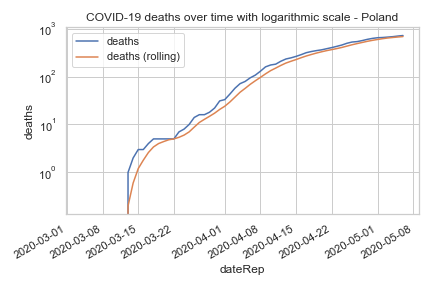 COVID-19 deaths over time with logarithmic scale - Poland
deaths
deaths (rolling)
10³
10²
10¹
10⁰
deaths
2020-03-01
2020-03-08
2020-03-15
2020-03-22
2020-04-01
2020-04-08
2020-04-15
2020-04-22
2020-05-01
2020-05-08
dateRep